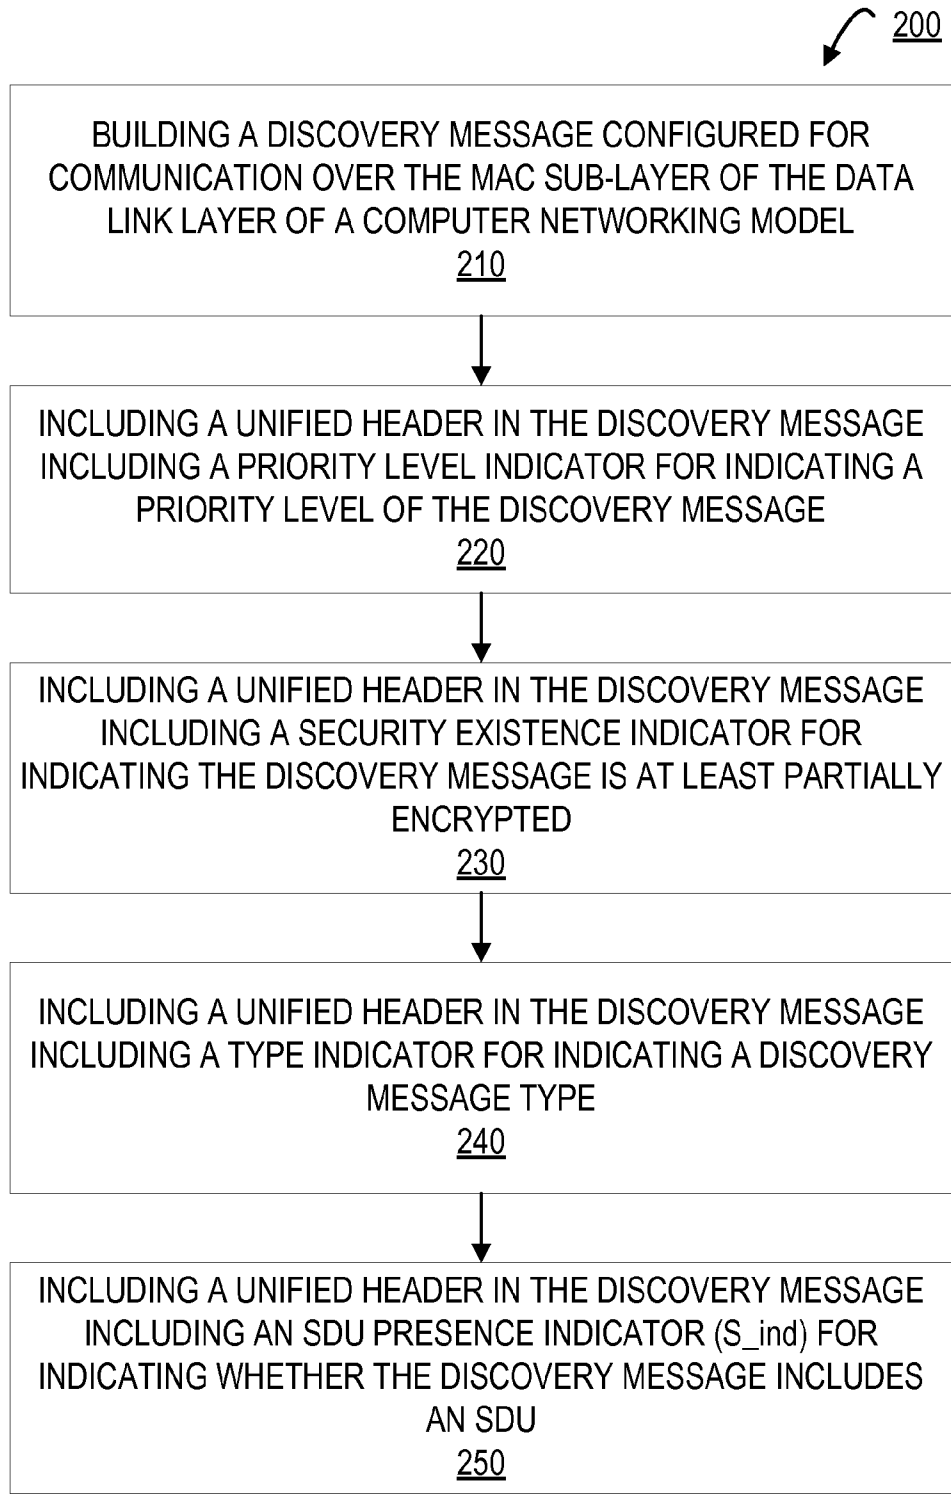 200
BUILDING A DISCOVERY MESSAGE CONFIGURED FOR
COMMUNICATION OVER THE MAC SUB-LAYER OF THE DATA
LINK LAYER OF A COMPUTER NETWORKING MODEL
210
INCLUDING A UNIFIED HEADER IN THE DISCOVERY MESSAGE
INCLUDING A PRIORITY LEVEL INDICATOR FOR INDICATING A
PRIORITY LEVEL OF THE DISCOVERY MESSAGE
220
INCLUDING A UNIFIED HEADER IN THE DISCOVERY MESSAGE
INCLUDING A SECURITY EXISTENCE INDICATOR FOR
INDICATING THE DISCOVERY MESSAGE IS AT LEAST PARTIALLY
ENCRYPTED
230
INCLUDING A UNIFIED HEADER IN THE DISCOVERY MESSAGE
INCLUDING A TYPE INDICATOR FOR INDICATING A DISCOVERY
MESSAGE TYPE
240
INCLUDING A UNIFIED HEADER IN THE DISCOVERY MESSAGE
INCLUDING AN SDU PRESENCE INDICATOR (S_ind) FOR
INDICATING WHETHER THE DISCOVERY MESSAGE INCLUDES
AN SDU
250